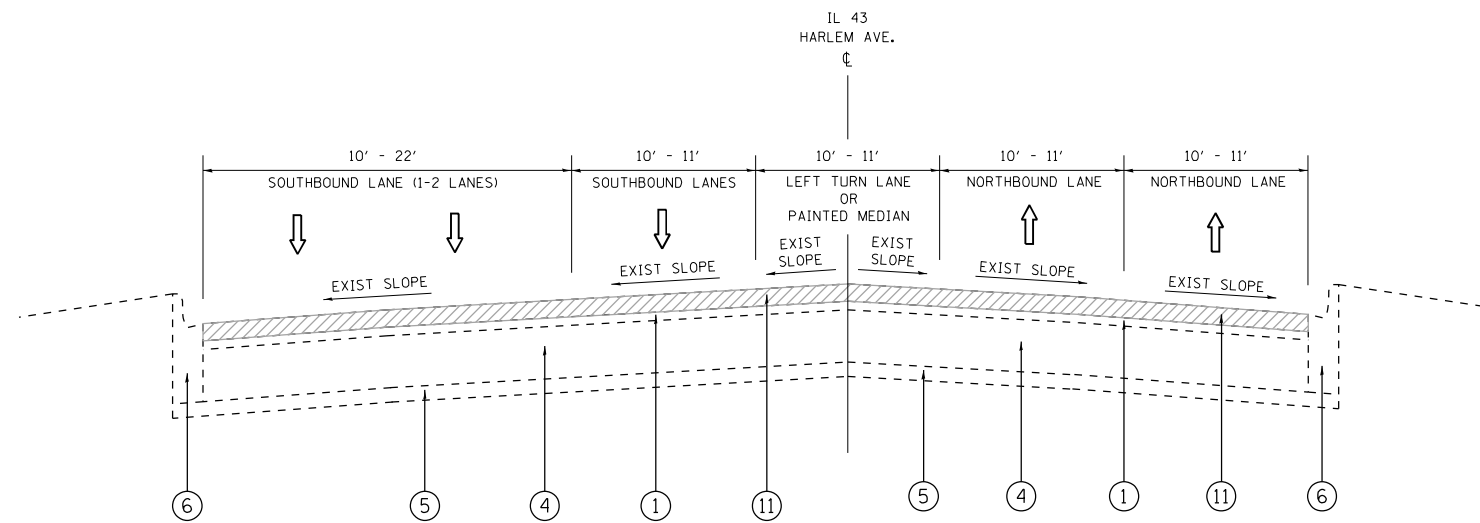 IL 43
HARLEM AVE.
℄
10' - 22'
10' - 11'
10' - 11'
10' - 11'
10' - 11'
SOUTHBOUND LANE (1-2 LANES)
SOUTHBOUND LANES
LEFT TURN LANE
OR
PAINTED MEDIAN
NORTHBOUND LANE
NORTHBOUND LANE
EXIST SLOPE
EXIST SLOPE
EXIST
SLOPE
EXIST
SLOPE
EXIST SLOPE
EXIST SLOPE
6
5
4
1
11
5
4
1
11
6